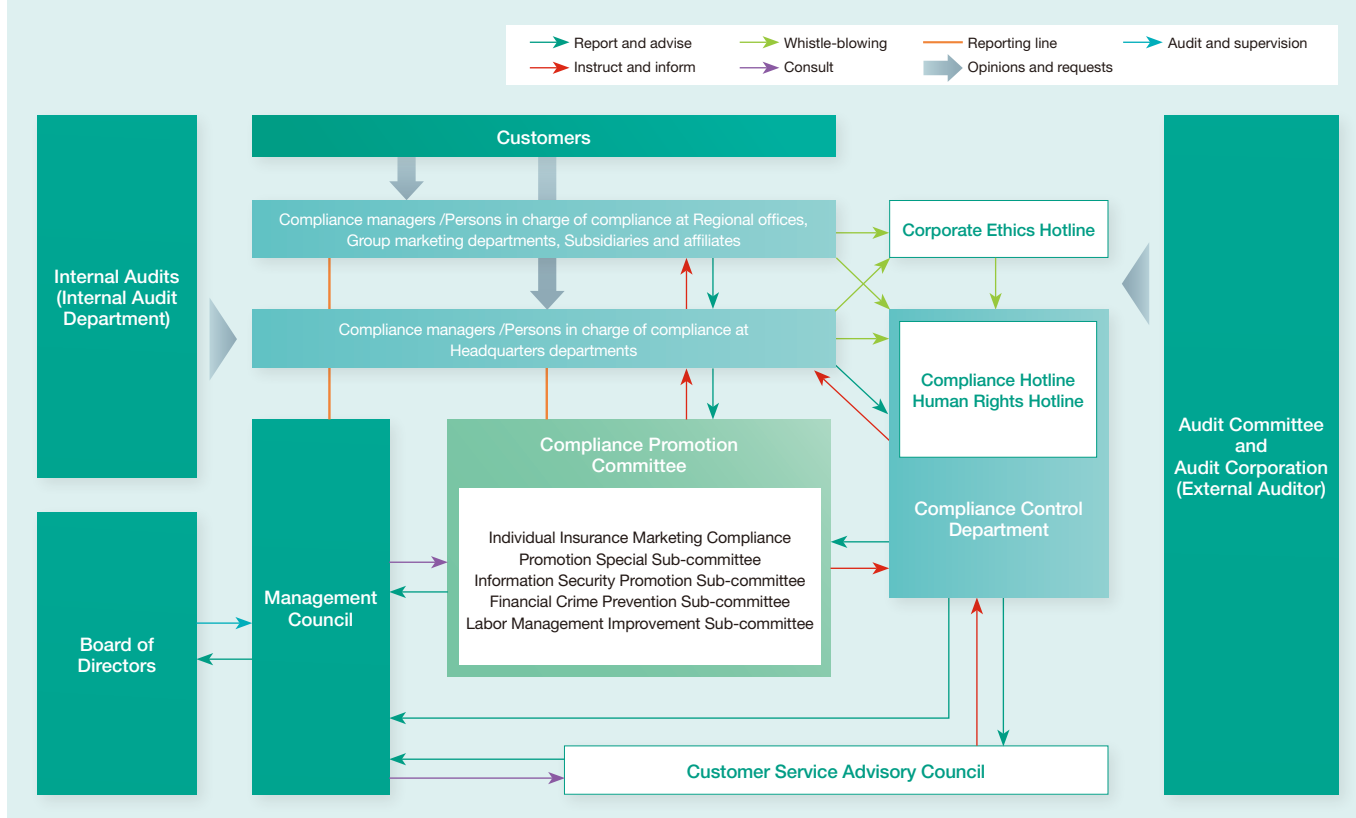 Report and advise
Whistle-blowing
Reporting line
Audit and supervision
Instruct and inform
Consult
Opinions and requests
Customers
Compliance managers /Persons in charge of compliance at Regional offices,
Group marketing departments, Subsidiaries and affiliates
Corporate Ethics Hotline
Internal Audits
(Internal Audit
Department)
Compliance managers /Persons in charge of compliance at
Headquarters departments
Compliance Hotline
Human Rights Hotline
Compliance Control
Department
Audit Committee
and
Audit Corporation
(External Auditor)
Compliance Promotion
Committee
Individual Insurance Marketing Compliance
Promotion Special Sub-committee
Information Security Promotion Sub-committee
Financial Crime Prevention Sub-committee
Labor Management Improvement Sub-committee
Management
Council
Board of
Directors
Customer Service Advisory Council